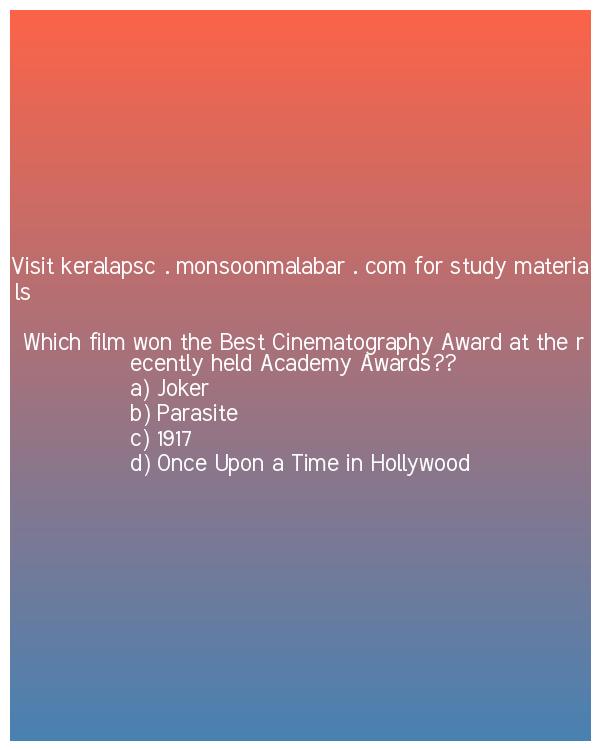 Visit keralapsc . monsoonmalabar . com for study materia
ls
Which film won the Best Cinematography Award at the r
ecently held Academy Awards??
a) Joker
b) Parasite
c) 1917
d) Once Upon a Time in Hollywood